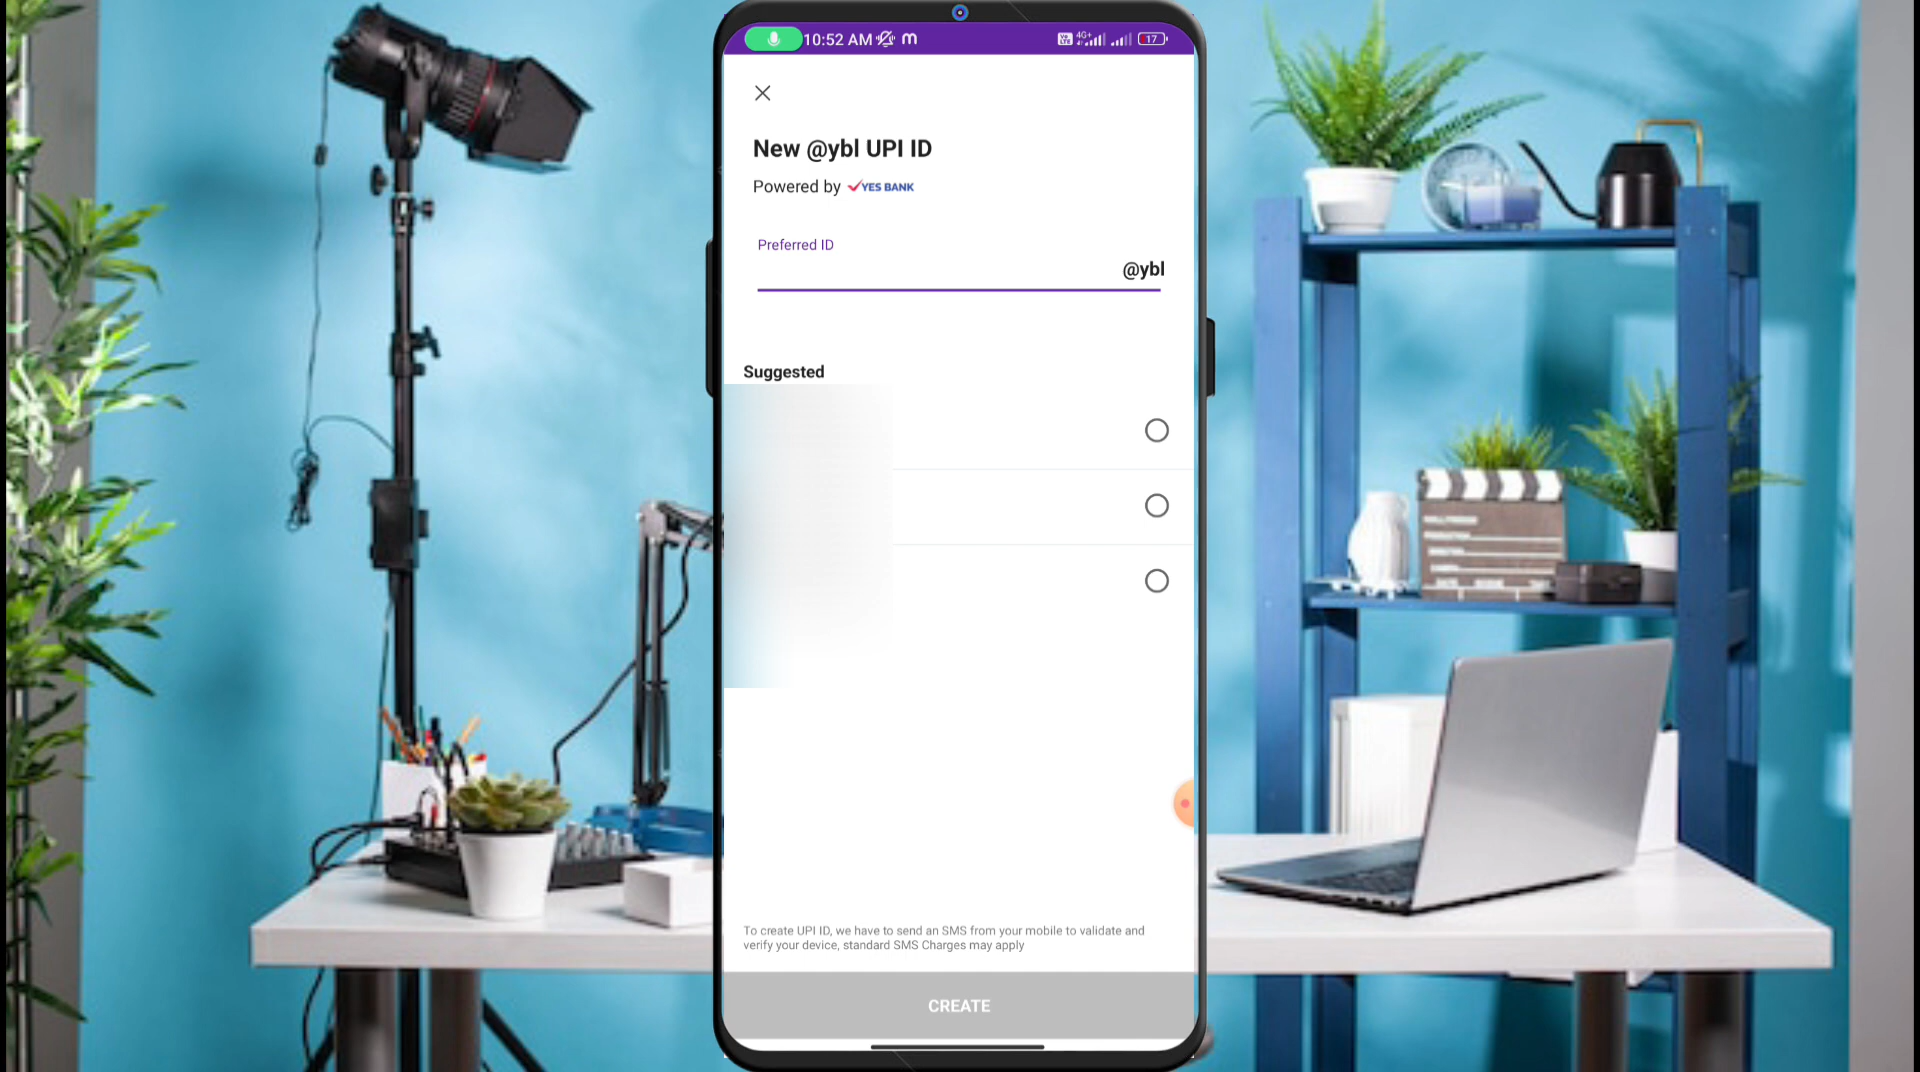 10:52 AM
4G+
17
New @ybl UPI ID
Powered by YES BANK
Preferred ID
@ybl
Suggested
To create UPI ID, we have to send an SMS from your mobile to validate and
verify your device, standard SMS Charges may apply
CREATE